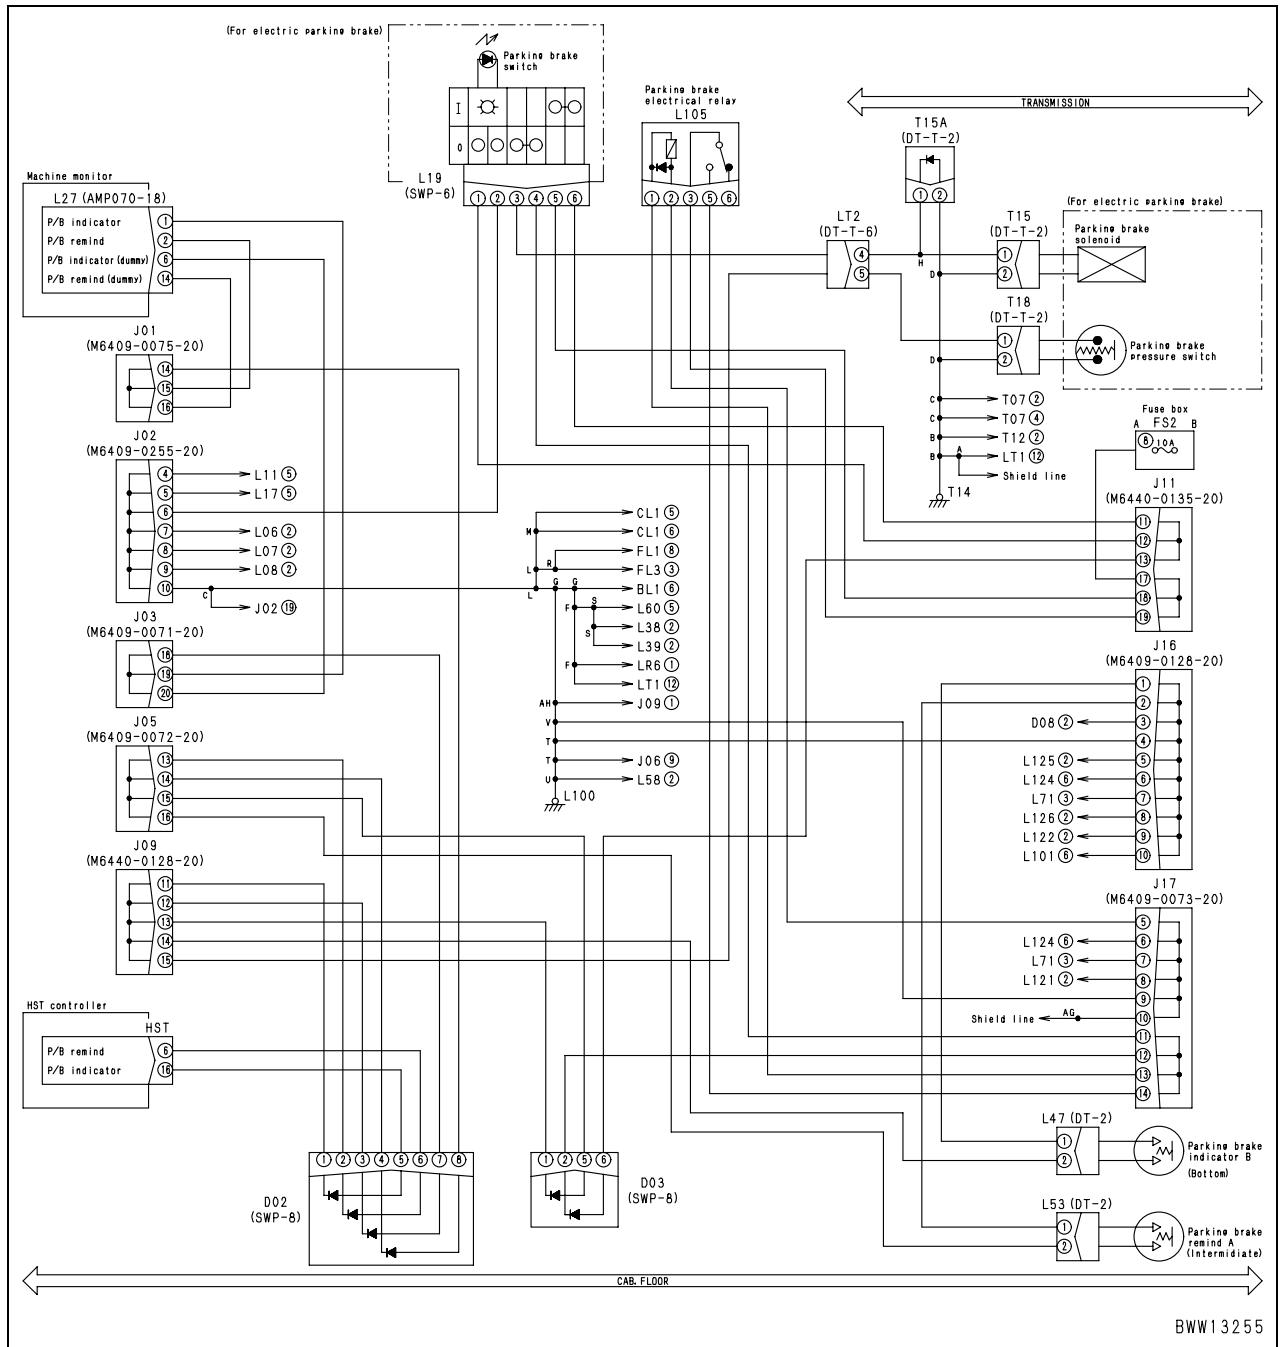 (For electric parking brake)
Parking brake
switch
I
0
L19
(SWP-6)
1 2 3 4 5 6
Parking brake
electrical relay
L105
1 2 3 5 6
TRANSMISSION
T15A
(DT-T-2)
1 2
Machine monitor
L27 (AMP070-18)
P/B indicator 1
P/B remind 2
P/B indicator (dummy) 6
P/B remind (dummy) 14
LT2
(DT-T-6)
4
5
H
T15
(DT-T-2)
1
D 2
(For electric parking brake)
Parking brake
solenoid
T18
(DT-T-2)
1
D 2
Parking brake
pressure switch
C T07 2
C T07 4
B T12 2
B A LT1 12
Shield line
T14
Fuse box
A FS2 B
8 10A
J01
(M6409-0075-20)
14
15
16
J02
(M6409-0255-20)
4 L11 5
5 L17 5
6
7 L06 2
8 L07 2
9 L08 2
10
C J02 19
J03
(M6409-0071-20)
18
19
20
J05
(M6409-0072-20)
13
14
15
16
J09
(M6440-0128-20)
11
12
13
14
15
CL1 5
M CL1 6
R FL1 8
L FL3 3
L G G BL1 6
F S L60 5
S L38 2
L39 2
F LR6 1
LT1 12
AH J09 1
V
T
T J06 9
U L58 2
L100
J11
(M6440-0135-20)
11
12
13
17
18
19
J16
(M6409-0128-20)
1
2
D08 2 3
4
L125 2 5
L124 6 6
L71 3 7
L126 2 8
L122 2 9
L101 6 10
J17
(M6409-0073-20)
5
L124 6 6
L71 3 7
L121 2 8
9
Shield line AG 10
11
12
13
14
HST controller
HST
P/B remind 6
P/B indicator 16
1 2 3 4 5 6 7 8
D02
(SWP-8)
1 2 5 6
D03
(SWP-8)
L47 (DT-2)
1
2
Parking brake
indicator B
(Bottom)
L53 (DT-2)
1
2
Parking brake
remind A
(Intermidiate)
CAB. FLOOR
BWW13255